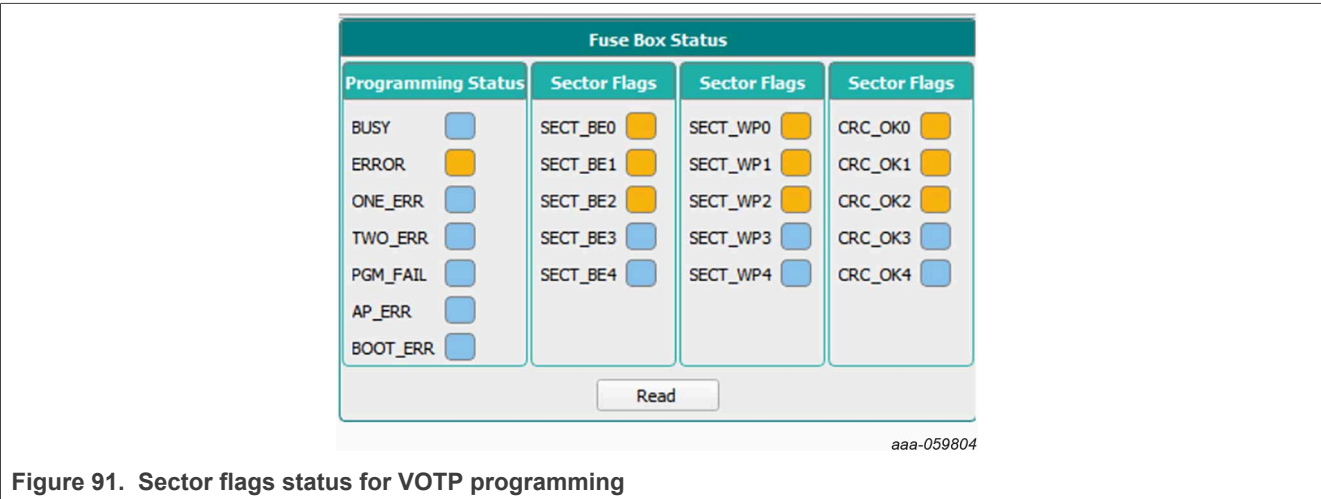 Fuse Box Status
Programming Status
BUSY
ERROR
ONE_ERR
TWO_ERR
PGM_FAIL
AP_ERR
BOOT_ERR
Sector Flags
SECT_BE0
SECT_BE1
SECT_BE2
SECT_BE3
SECT_BE4
Sector Flags
SECT_WP0
SECT_WP1
SECT_WP2
SECT_WP3
SECT_WP4
Sector Flags
CRC_OK0
CRC_OK1
CRC_OK2
CRC_OK3
CRC_OK4
Read
aaa-059804
Figure 91. Sector flags status for VOTP programming